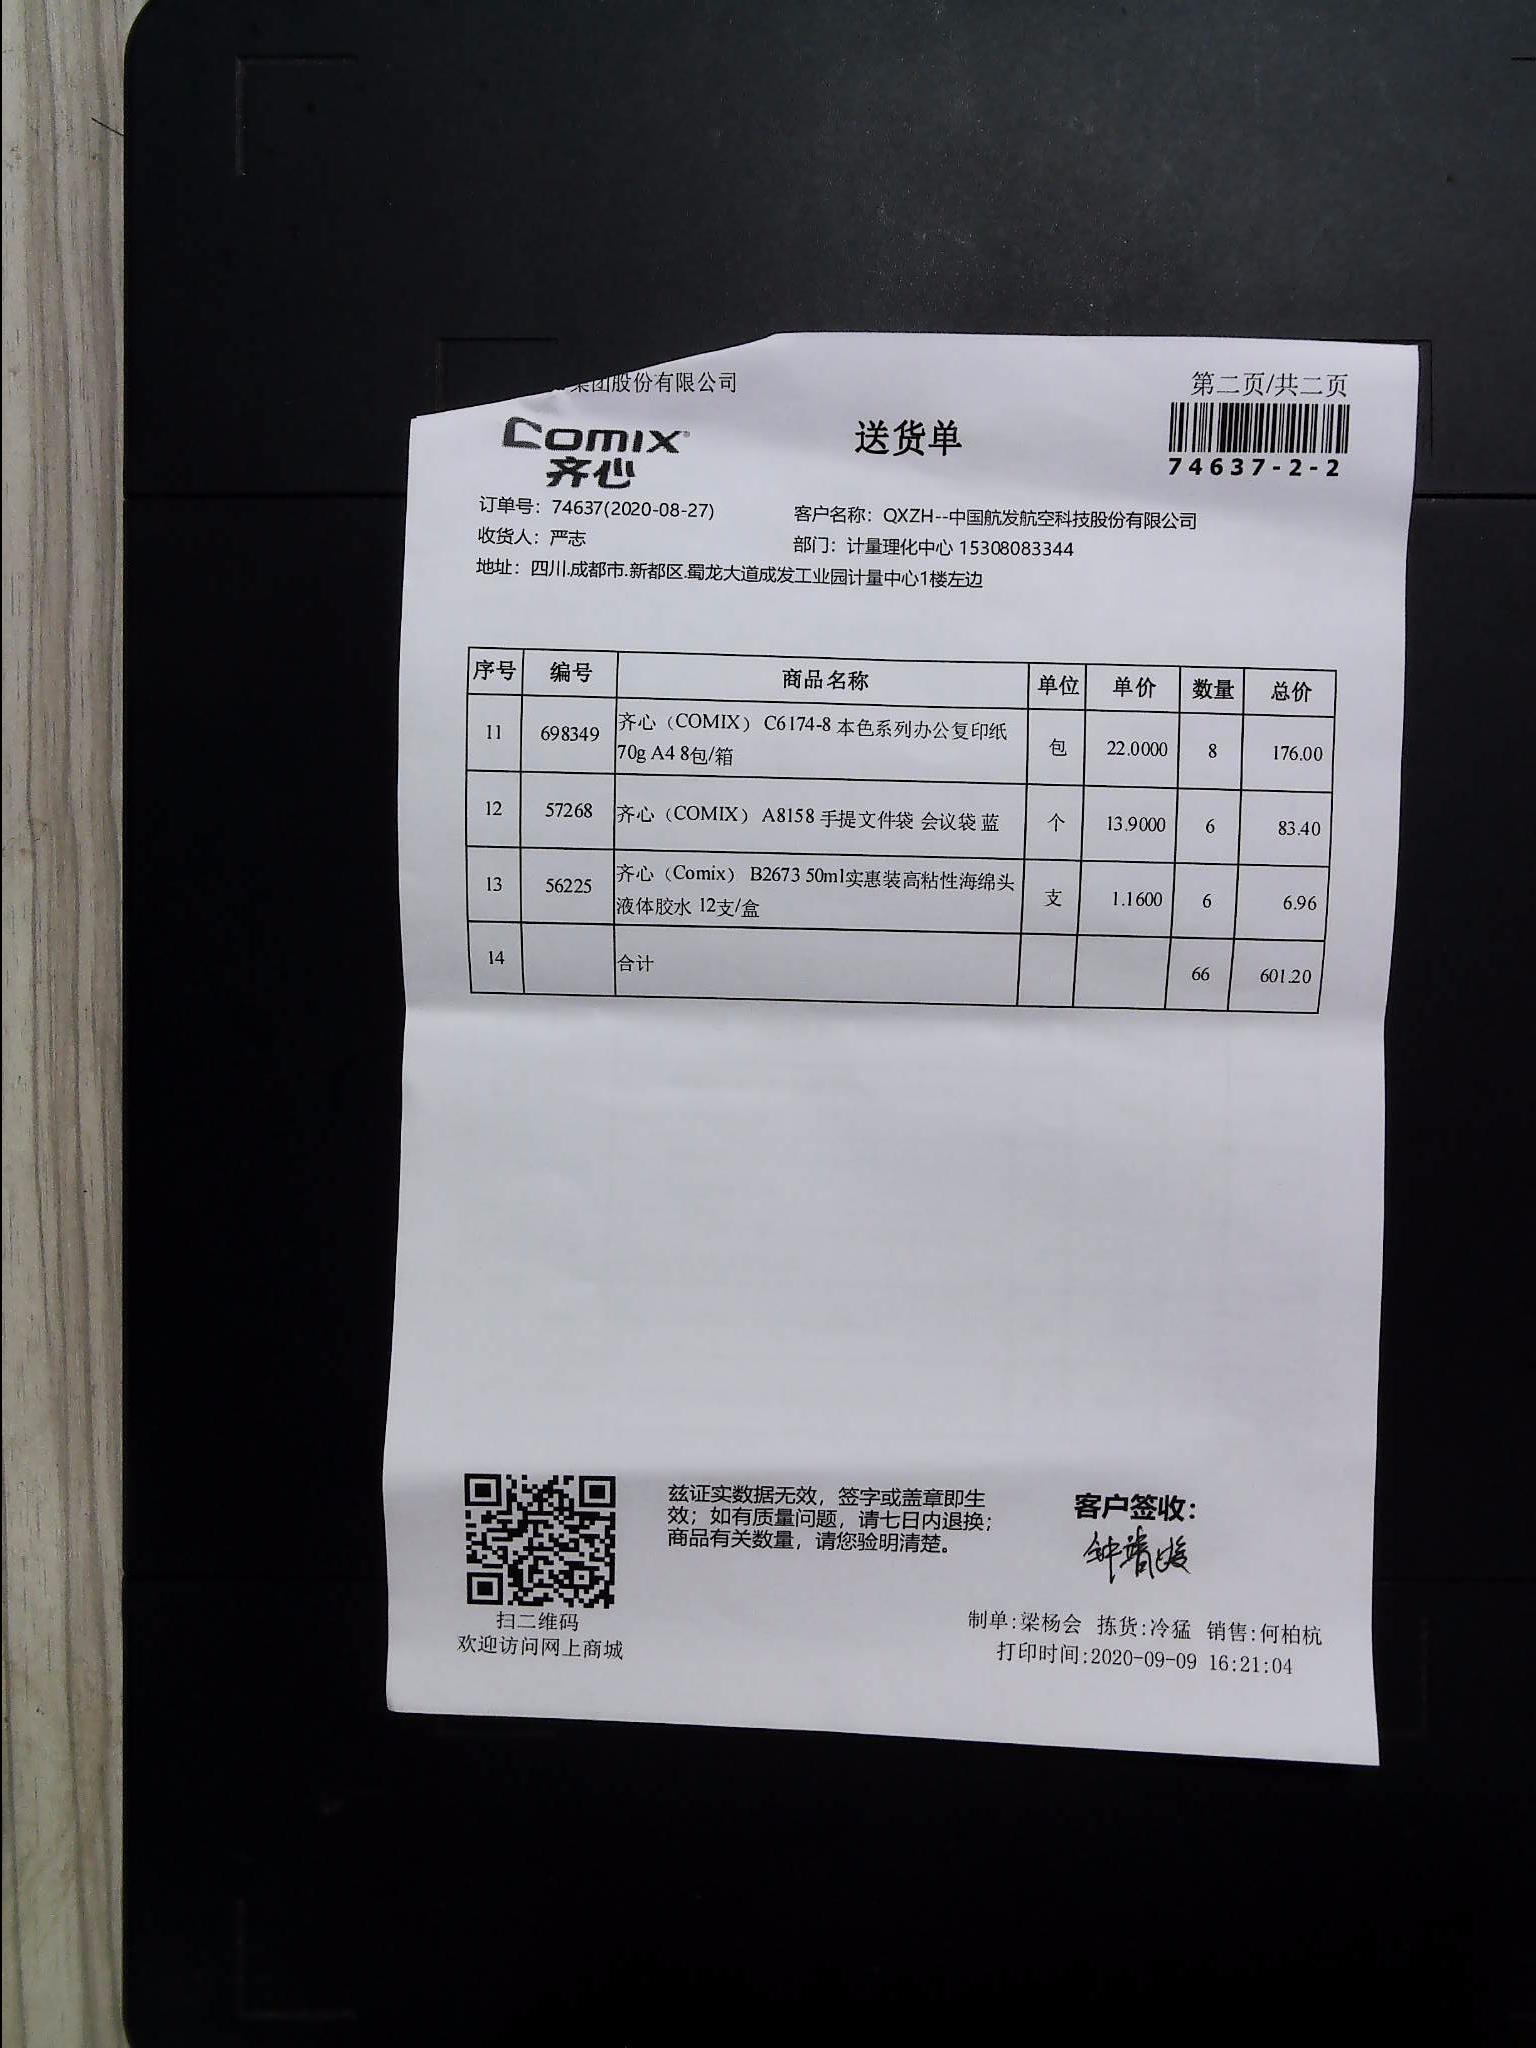 集团股份有限公司
第二页/共二页
Comix
齐心
送货单
74637-2-2
订单号：74637(2020-08-27)
客户名称：QXZH--中国航发航空科技股份有限公司
收货人：严志
部门：计量理化中心 15308083344
地址：四川.成都市.新都区.蜀龙大道成发工业园计量中心1楼左边
序号 编号 商品名称 单位 单价 数量 总价
11 698349 齐心（COMIX） C6174-8 本色系列办公复印纸 70g A4 8包/箱 包 22.0000 8 176.00
12 57268 齐心（COMIX） A8158 手提文件袋 会议袋 蓝 个 13.9000 6 83.40
13 56225 齐心（Comix） B2673 50ml实惠装高粘性海绵头液体胶水 12支/盒 支 1.1600 6 6.96
14 合计 66 601.20
兹证实数据无效，签字或盖章即生
效；如有质量问题，请七日内退换；
商品有关数量，请您验明清楚。
客户签收：
扫二维码
欢迎访问网上商城
制单:梁杨会 拣货:冷猛 销售:何柏杭
打印时间:2020-09-09 16:21:04